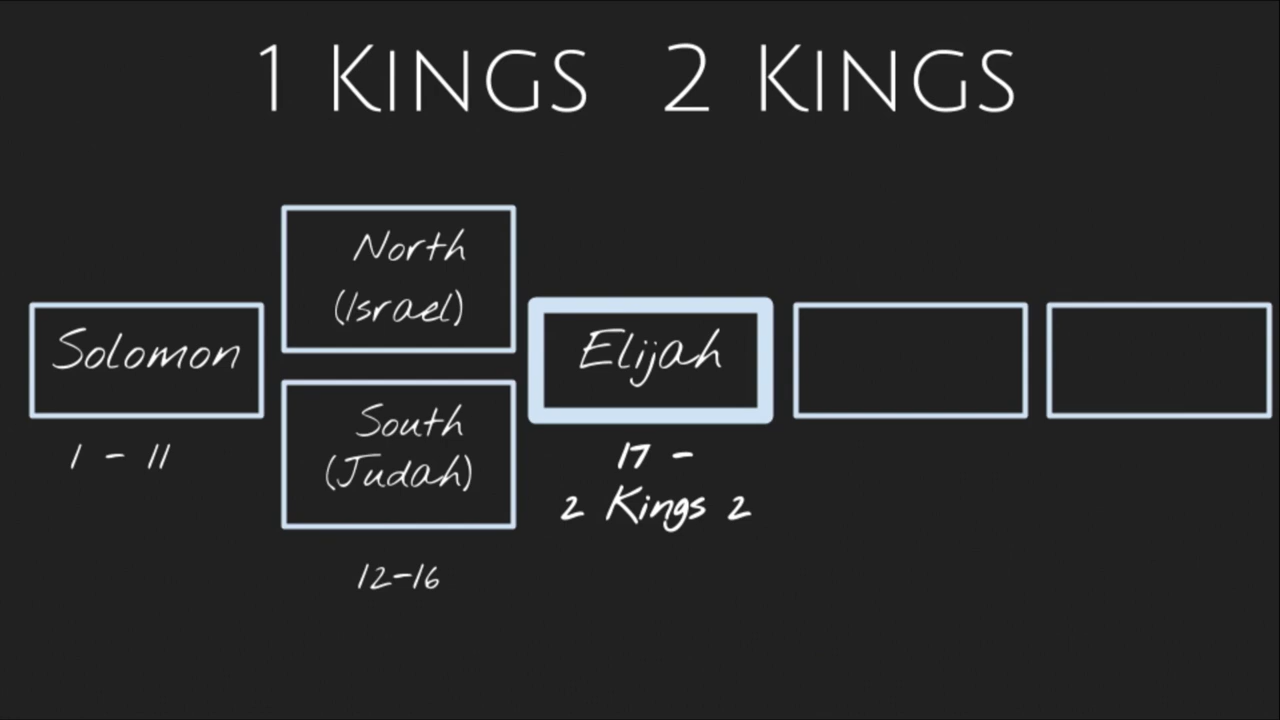 1 KINGS 2 KINGS
North
(Israel)
Solomon
Elijah
South
(Judah)
1 - 11
17 -
2 Kings 2
12-16